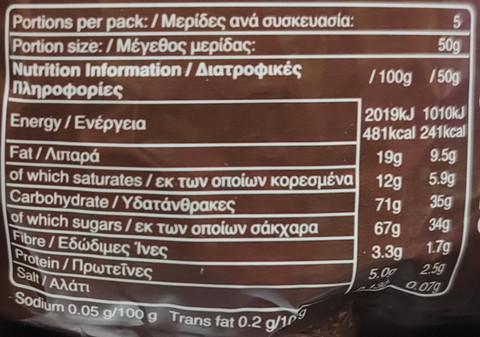 Portions per pack: / Μερίδες ανά συσκευασία: 5
Portion size: / Μέγεθος μερίδας: 50g
Nutrition Information / Διατροφικές Πληροφορίες / 100g / 50g
Energy / Ενέργεια 2019kJ 1010kJ
481kcal 241kcal
Fat / Λιπαρά 19g 9.5g
of which saturates / εκ των οποίων κορεσμένα 12g 5.9g
Carbohydrate / Υδατάνθρακες 71g 35g
of which sugars / εκ των οποίων σάκχαρα 67g 34g
Fibre / Εδώδιμες Ίνες 3.3g 1.7g
Protein / Πρωτεΐνες 5.0g 2.5g
Salt / Αλάτι 0.07g
Sodium 0.05 g/100 g Trans fat 0.2